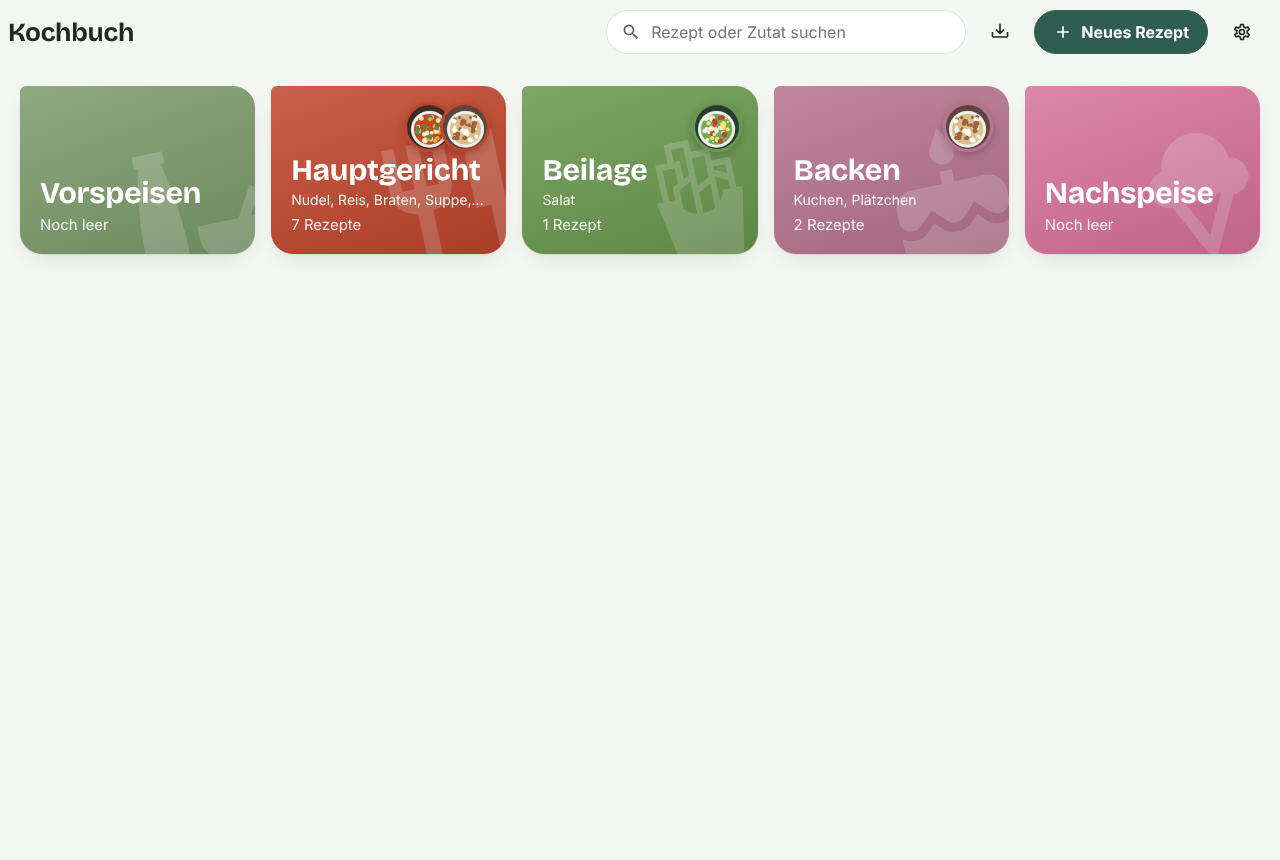 Kochbuch
Rezept oder Zutat suchen
Neues Rezept
Vorspeisen
Noch leer
Hauptgericht
Nudel, Reis, Braten, Suppe,...
7 Rezepte
Beilage
Salat
1 Rezept
Backen
Kuchen, Plätzchen
2 Rezepte
Nachspeise
Noch leer